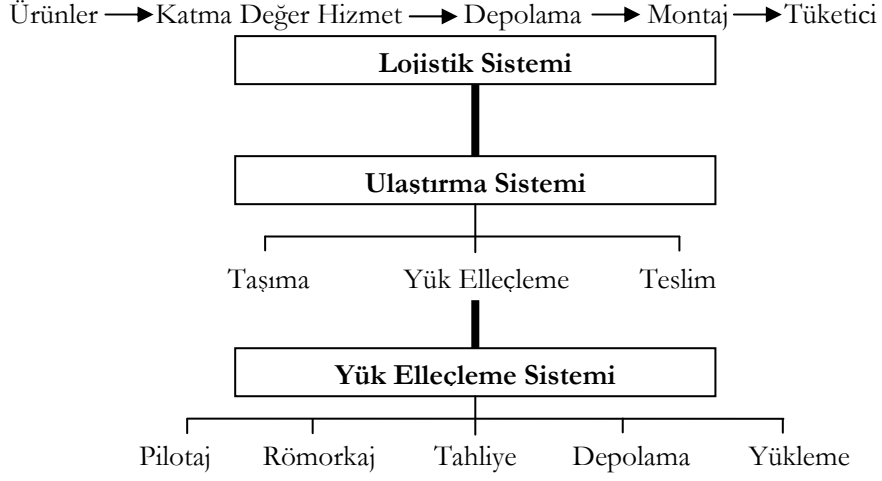 Ürünler Katma Değer Hizmet Depolama Montaj Tüketici
Lojistik Sistemi
Ulaştırma Sistemi
Taşıma Yük Elleçleme Teslim
Yük Elleçleme Sistemi
Pilotaj Römorkaj Tahliye Depolama Yükleme